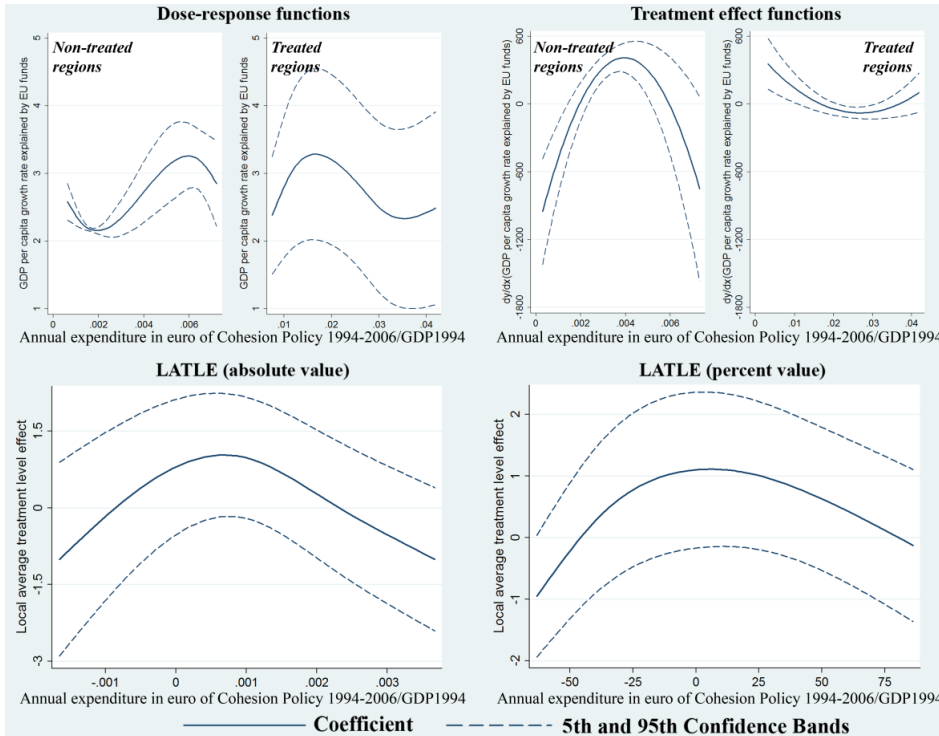 Dose-response functions
Treatment effect functions
GDP per capita growth rate explained by EU funds
5
4
3
2
1
Non-treated
regions
0
.002
.004
.006
GDP per capita growth rate explained by EU funds
5
4
3
2
1
Treated
regions
.01
.02
.03
.04
Annual expenditure in euro of Cohesion Policy 1994-2006/GDP1994
dy/dx(GDP per capita growth rate explained by EU funds)
600
0
-600
-1200
-1800
Non-treated
regions
0
.002
.004
.006
dy/dx(GDP per capita growth rate explained by EU funds)
600
0
-600
-1200
-1800
Treated
regions
0
.01
.02
.03
.04
Annual expenditure in euro of Cohesion Policy 1994-2006/GDP1994
LATLE (absolute value)
Local average treatment level effect
1.5
0
-1.5
-3
-.001
0
.001
.002
.003
Annual expenditure in euro of Cohesion Policy 1994-2006/GDP1994
LATLE (percent value)
Local average treatment level effect
2
1
0
-1
-2
-50
-25
0
25
50
75
Annual expenditure in euro of Cohesion Policy 1994-2006/GDP1994
Coefficient
5th and 95th Confidence Bands